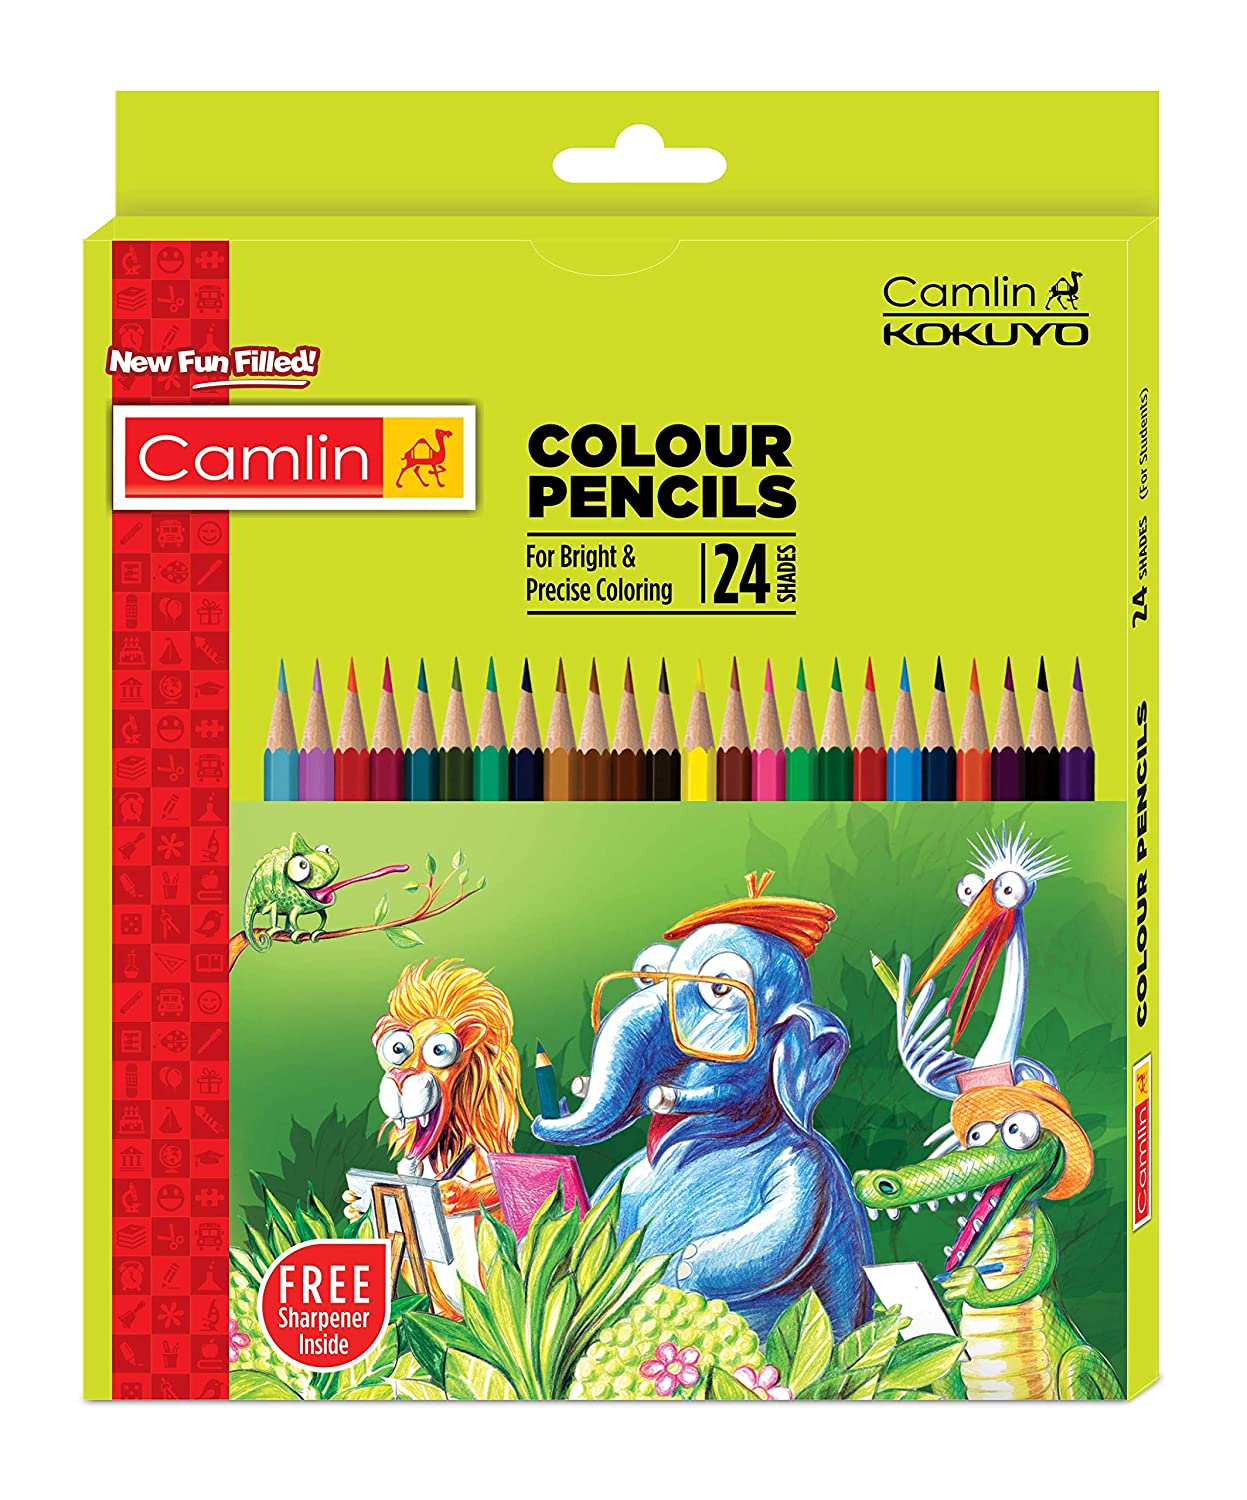 Camlin
KOKUYO
New Fun Filled!
Camlin
COLOUR
PENCILS
For Bright &
Precise Coloring
24
SHADES
FREE
Sharpener
Inside
24 SHADES (For Students)
COLOUR PENCILS
Camlin